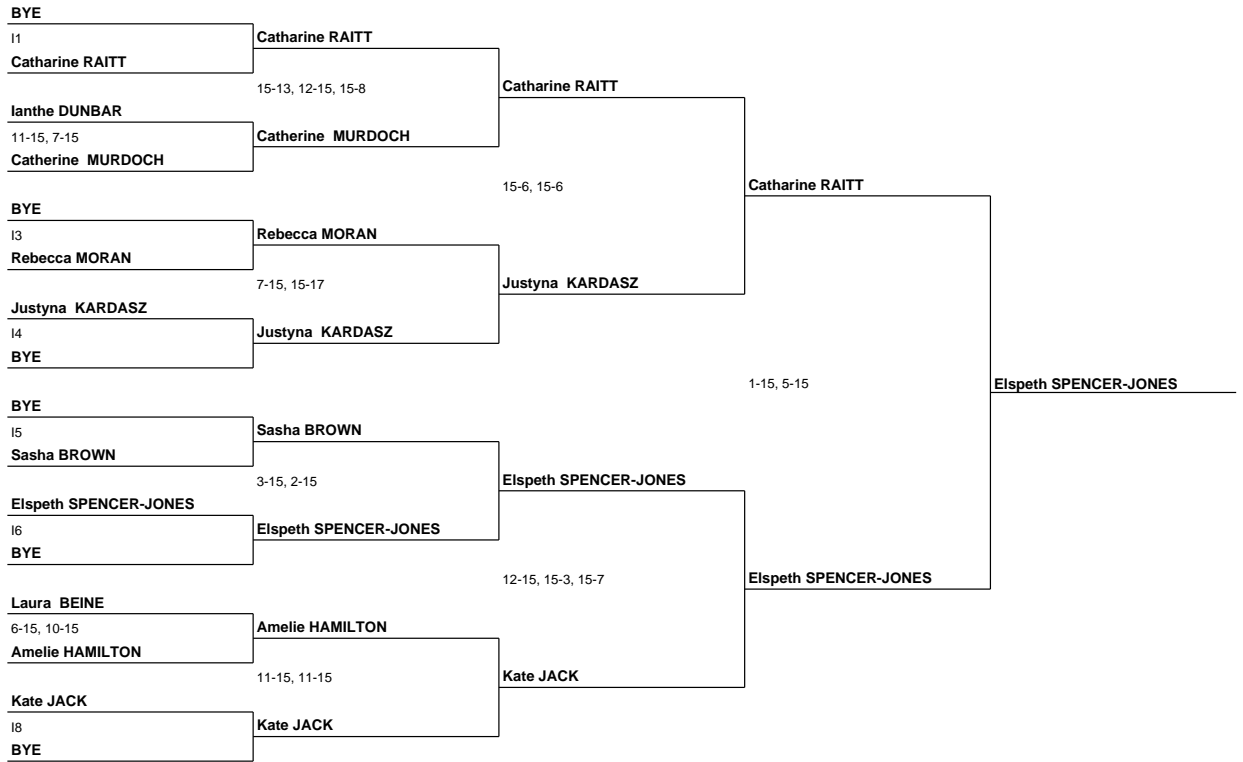 BYE
I1
Catharine RAITT
Ianthe DUNBAR
11-15, 7-15
Catherine MURDOCH
BYE
I3
Rebecca MORAN
Justyna KARDASZ
I4
BYE
BYE
I5
Sasha BROWN
Elspeth SPENCER-JONES
I6
BYE
Laura BEINE
6-15, 10-15
Amelie HAMILTON
Kate JACK
I8
BYE
Catharine RAITT
15-13, 12-15, 15-8
Catherine MURDOCH
Rebecca MORAN
7-15, 15-17
Justyna KARDASZ
Sasha BROWN
3-15, 2-15
Elspeth SPENCER-JONES
Amelie HAMILTON
11-15, 11-15
Kate JACK
Catharine RAITT
15-6, 15-6
Justyna KARDASZ
Elspeth SPENCER-JONES
12-15, 15-3, 15-7
Kate JACK
Catharine RAITT
1-15, 5-15
Elspeth SPENCER-JONES
Elspeth SPENCER-JONES